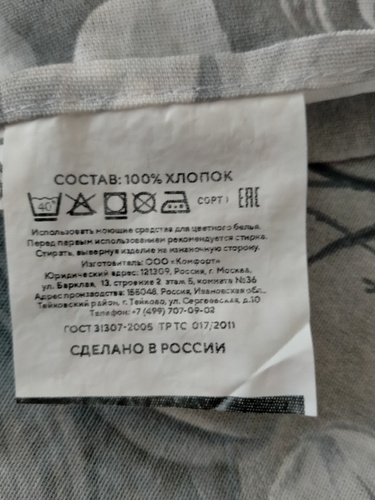 СОСТАВ: 100% ХЛОПОК
40° СОРТ I ЕАС
Использовать моющие средства для цветного белья.
Перед первым использованием рекомендуется стирка.
Стирать, вывернув изделие на изнаночную сторону.
Изготовитель: ООО «Комфорт»
Юридический адрес: 121309, Россия, г. Москва,
ул. Барклая, 13, строение 2, этаж 5, комната №36
Адрес производства: 155048, Россия, Ивановская обл.,
Тейковский район, г. Тейково, ул. Сергеевская, д.10
Телефон: +7 (499) 707-09-02
ГОСТ 31307-2005 ТР ТС 017/2011
СДЕЛАНО В РОССИИ